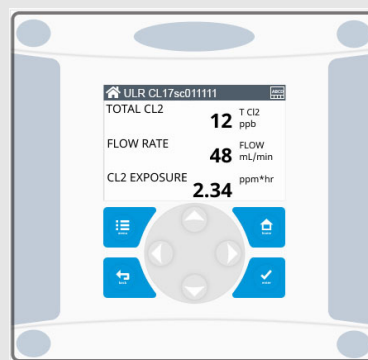 ULR CL17sc011111
TOTAL CL2
12 T Cl2
ppb
FLOW RATE
48 FLOW
mL/min
CL2 EXPOSURE
2.34 ppm*hr